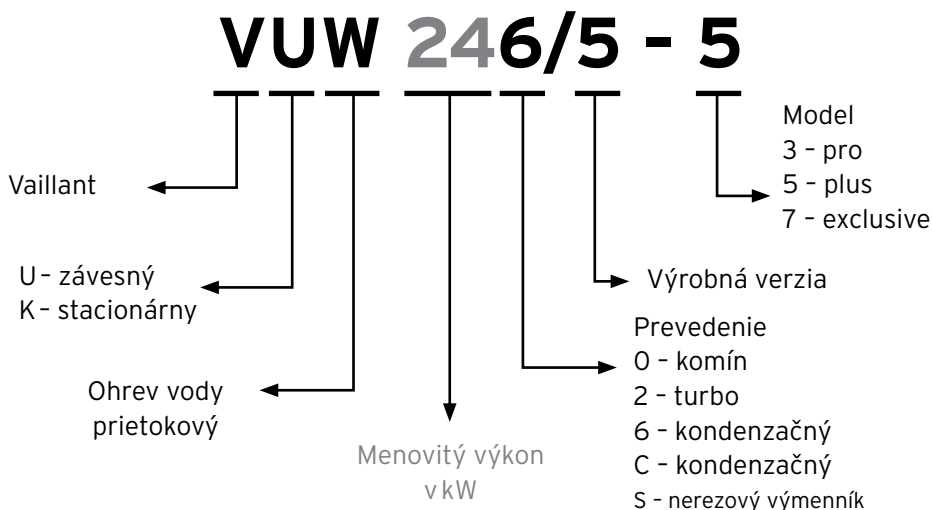 VUW 246/5 - 5
Model
3 – pro
5 – plus
7 – exclusive
Vaillant
U – závesný
K – stacionárny
Výrobná verzia
Prevedenie
0 – komín
2 – turbo
6 – kondenzačný
C – kondenzačný
S – nerezový výmenník
Ohrev vody
prietokový
Menovitý výkon
v kW